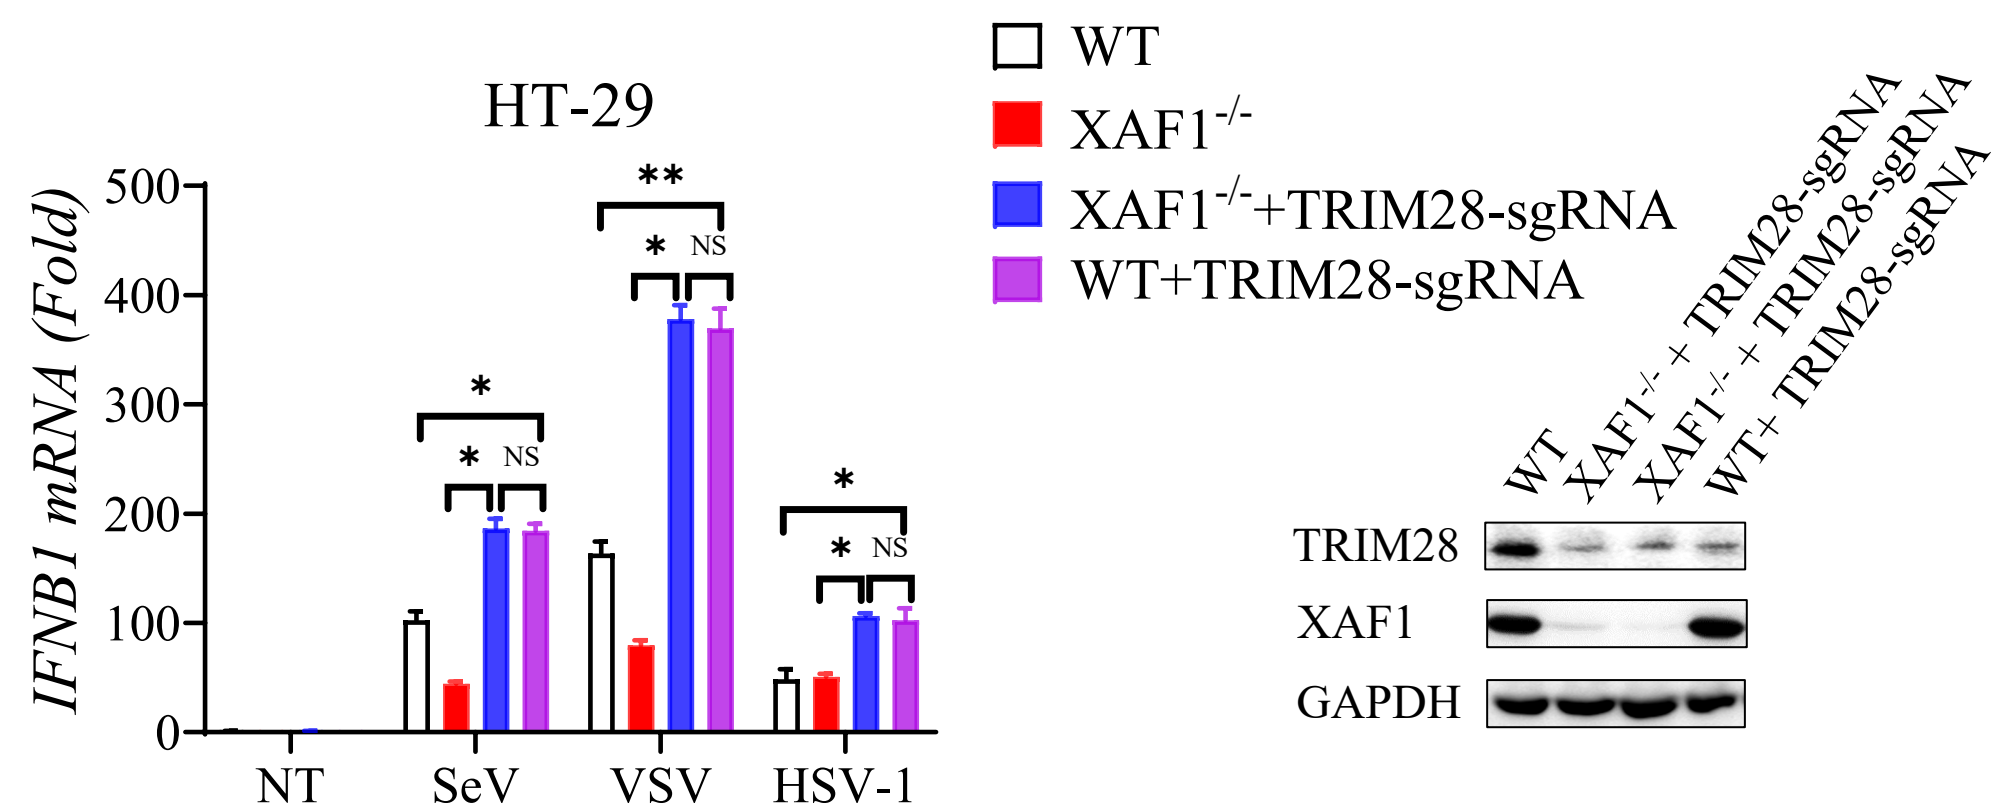 HT-29
IFNB1 mRNA (Fold)
500
400
300
200
100
0
**
* NS
*
* NS
*
* NS
NT SeV VSV HSV-1
WT
XAF1-/-
XAF1-/-+TRIM28-sgRNA
WT+TRIM28-sgRNA
WT
XAF1-/- + TRIM28-sgRNA
XAF1-/- + TRIM28-sgRNA
WT+ TRIM28-sgRNA
TRIM28
XAF1
GAPDH